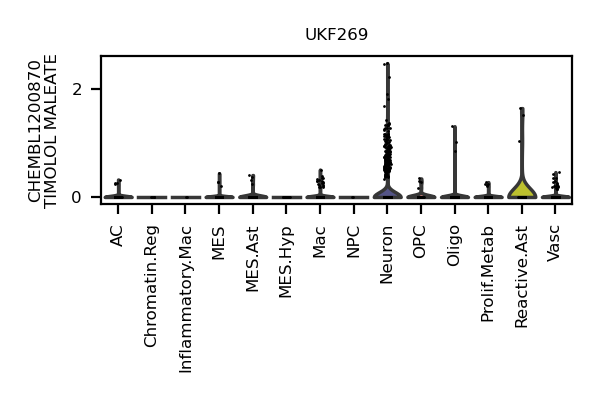 UKF269
CHEMBL1200870
TIMOLOL MALEATE
2
0
AC
Chromatin.Reg
Inflammatory.Mac
MES
MES.Ast
MES.Hyp
Mac
NPC
Neuron
OPC
Oligo
Prolif.Metab
Reactive.Ast
Vasc